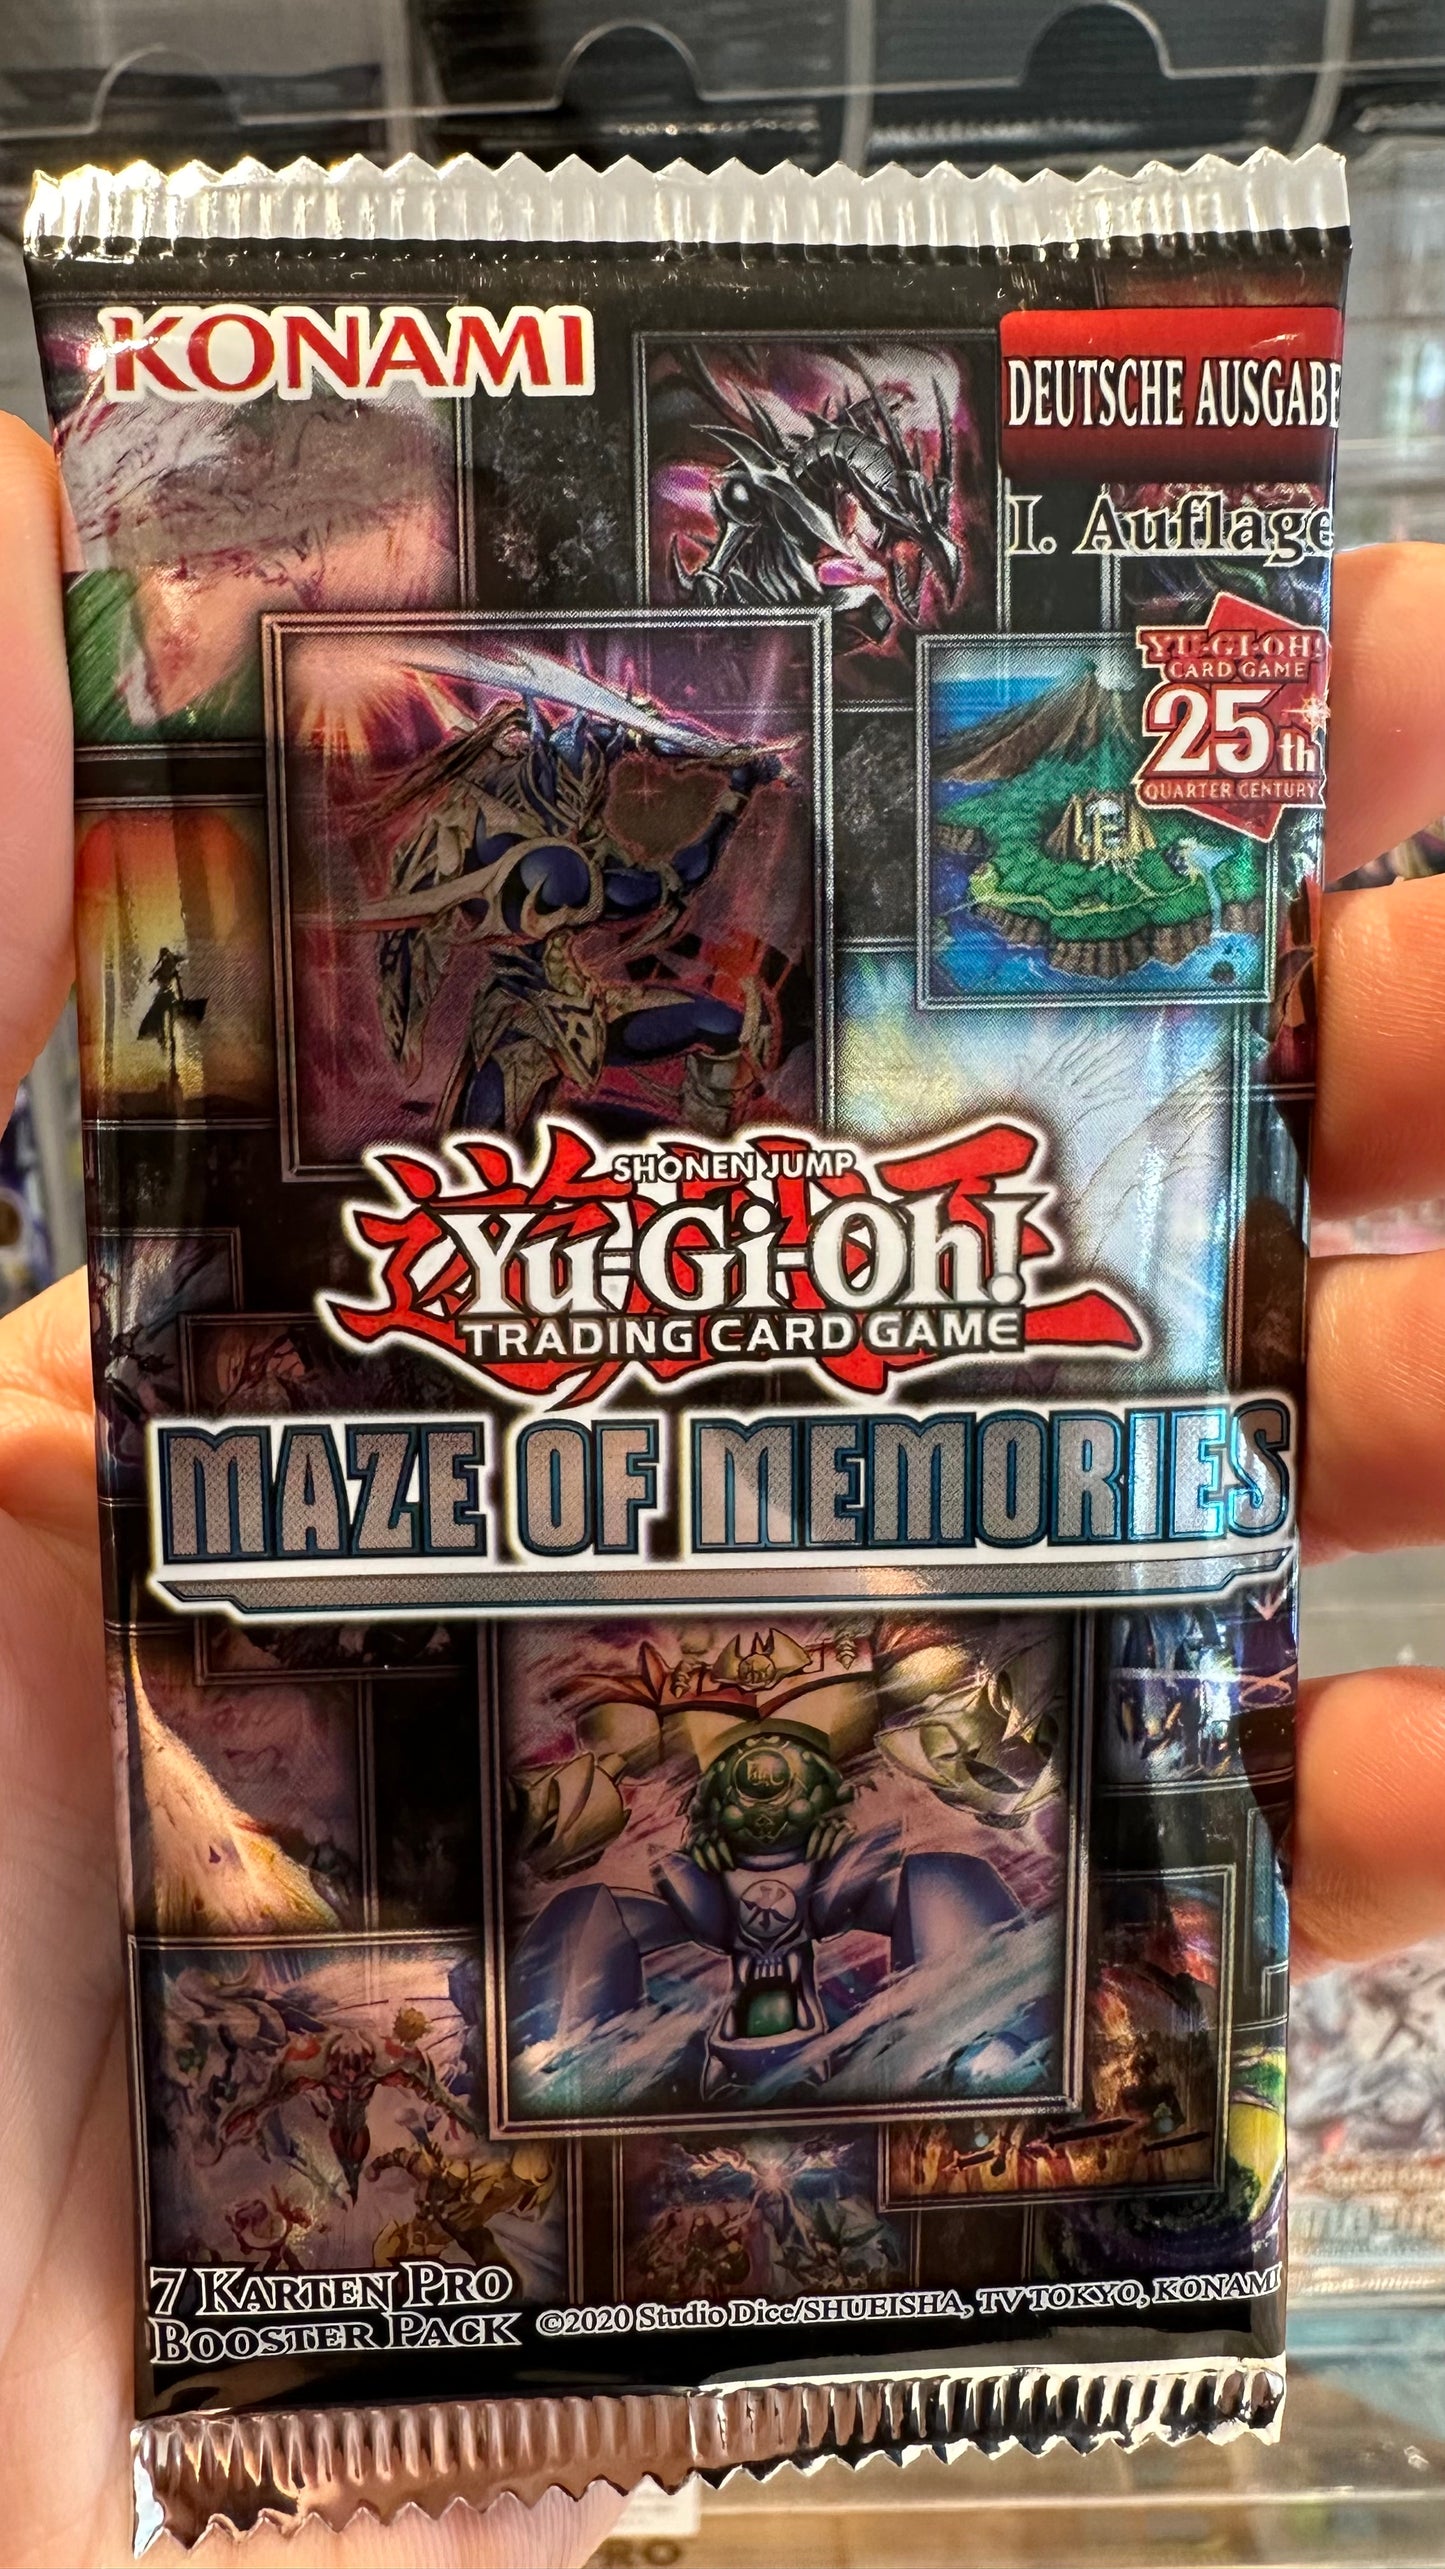 KONAMI
DEUTSCHE AUSGABE
1. Auflage
YU-GI-OH!
CARD GAME
25th
QUARTER CENTURY
SHONEN JUMP
Yu-Gi-Oh!
TRADING CARD GAME
MAZE OF MEMORIES
7 KARTEN PRO
BOOSTER PACK
©2020 Studio Dice/SHUEISHA, TV TOKYO, KONAMI